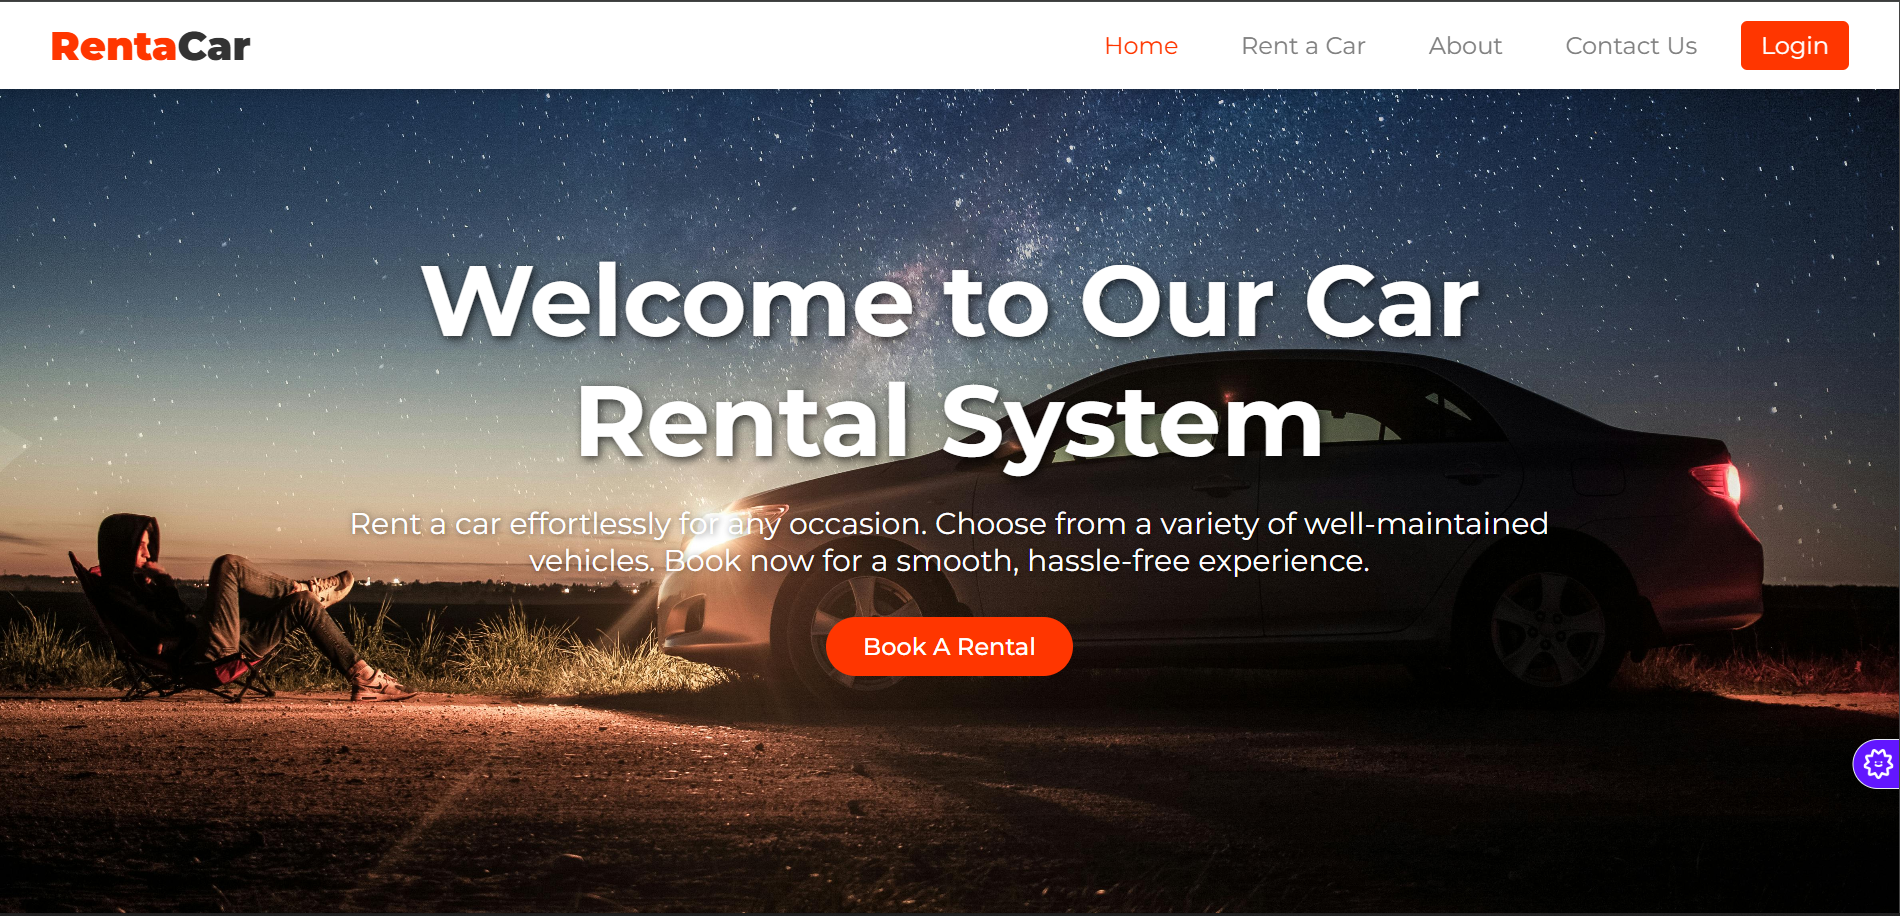 RentaCar
Home
Rent a Car
About
Contact Us
Login
Welcome to Our Car
Rental System
Rent a car effortlessly for any occasion. Choose from a variety of well-maintained
vehicles. Book now for a smooth, hassle-free experience.
Book A Rental